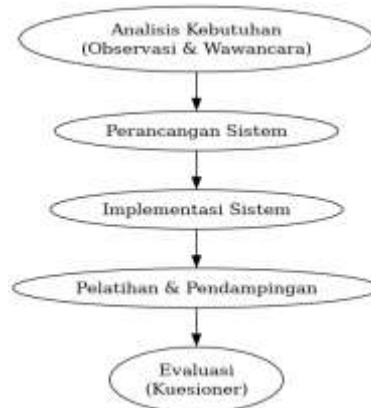 Analisis Kebutuhan
(Observasi & Wawancara)
Perancangan Sistem
Implementasi Sistem
Pelatihan & Pendampingan
Evaluasi
(Kuesioner)